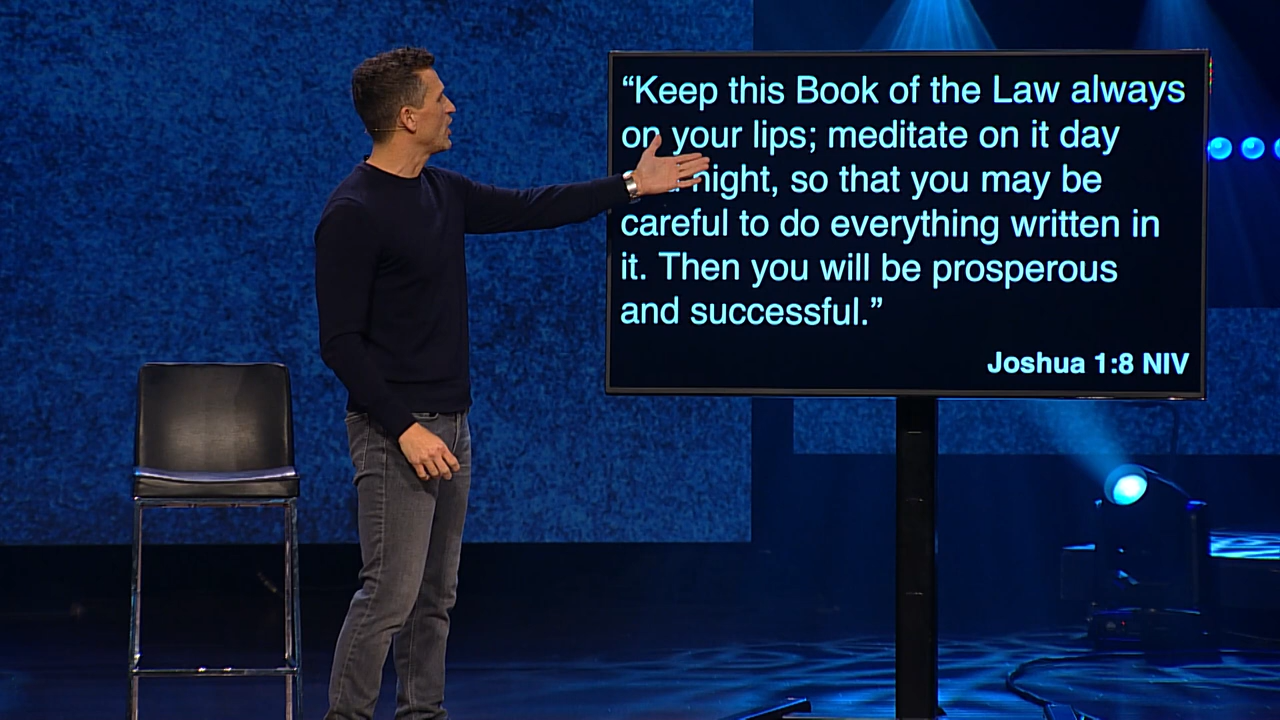 “Keep this Book of the Law always
on your lips; meditate on it day
night, so that you may be
careful to do everything written in
it. Then you will be prosperous
and successful.”
Joshua 1:8 NIV